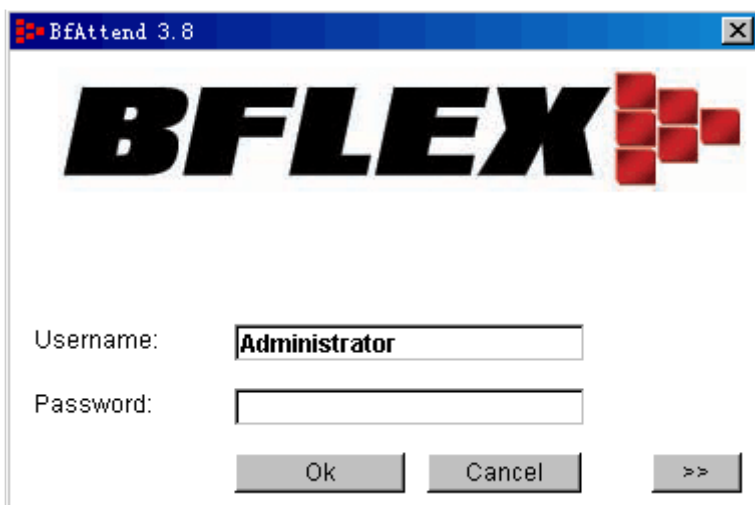 BfAttend 3.8
BFLEX
Username: Administrator
Password:
Ok Cancel >>